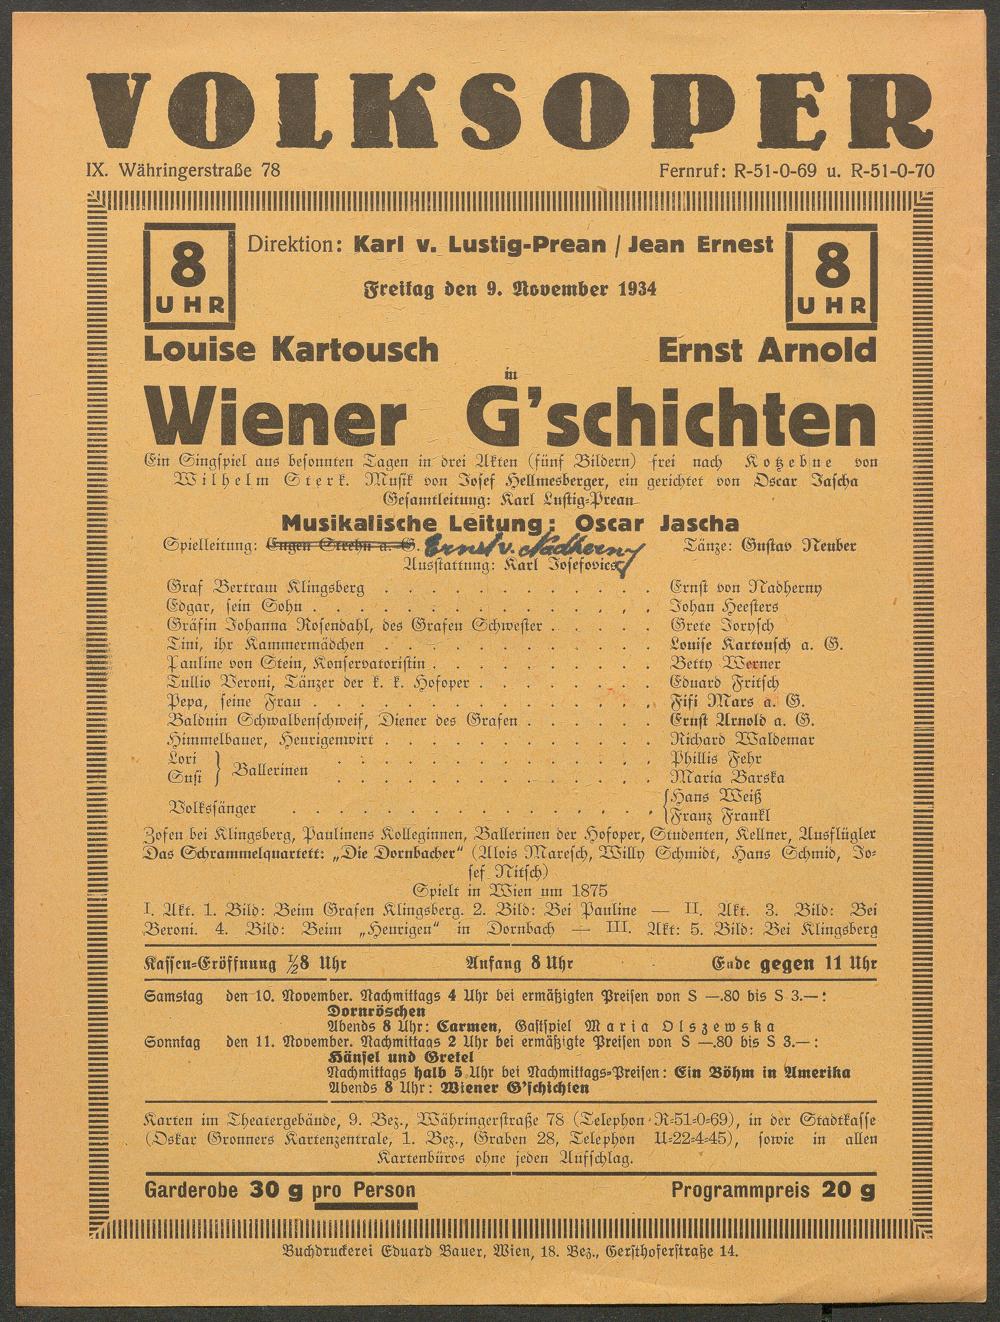 VOLKSOPER
IX. Währingerstraße 78 Fernruf: R-51-0-69 u. R-51-0-70
8 UHR
Direktion: Karl v. Lustig-Prean / Jean Ernest
8 UHR
Freitag den 9. November 1934
Louise Kartousch Ernst Arnold
in
Wiener G'schichten
Ein Singspiel aus besonnten Tagen in drei Akten (fünf Bildern) frei nach Kotzebue von
Wilhelm Sterk. Musik von Josef Hellmesberger, ein gerichtet von Oscar Jascha
Gesamtleitung: Karl Lustig-Prean
Musikalische Leitung: Oscar Jascha
Spielleitung: Eugen Strehn a. G. Ernst v. Nadherny Tänze: Gustav Neuber
Ausstattung: Karl Josefovics
Graf Bertram Klingsberg . . . . . . . . . . . . Ernst von Nadherny
Edgar, sein Sohn . . . . . . . . . . . . . . Johan Heesters
Gräfin Johanna Rosendahl, des Grafen Schwester . . . . . Grete Jorysch
Tini, ihr Kammermädchen . . . . . . . . . . . . Louise Kartousch a. G.
Pauline von Stein, Konservatoristin . . . . . . . . . Betty Werner
Tullio Veroni, Tänzer der k. k. Hofoper . . . . . . . Eduard Fritsch
Pepa, seine Frau . . . . . . . . . . . . . . Fifi Mars a. G.
Balduin Schwalbenschweif, Diener des Grafen . . . . . . Ernst Arnold a. G.
Himmelbauer, Heurigenwirt . . . . . . . . . . . . Richard Waldemar
Lori } Ballerinen . . . . . . . . . . . . Phillis Fehr
Susi } . . . . . . . . . . . . Maria Barska
Volksänger . . . . . . . . . . . . . { Hans Weiß
{ Franz Frankl
Zofen bei Klingsberg, Paulinens Kolleginnen, Ballerinen der Hofoper, Studenten, Kellner, Ausflügler
Das Schrammelquartett: „Die Dornbacher“ (Alois Maresch, Willy Schmidt, Hans Schmid, Jo-
sef Nitsch)
Spielt in Wien um 1875
I. Akt. 1. Bild: Beim Grafen Klingsberg. 2. Bild: Bei Pauline — II. Akt. 3. Bild: Bei
Veroni. 4. Bild: Beim „Heurigen“ in Dornbach — III. Akt: 5. Bild: Bei Klingsberg
Kassen-Eröffnung ½8 Uhr Anfang 8 Uhr Ende gegen 11 Uhr
Samstag den 10. November. Nachmittags 4 Uhr bei ermäßigten Preisen von S —.80 bis S 3.—:
Dornröschen
Abends 8 Uhr: Carmen, Gastspiel Maria Olszewska
Sonntag den 11. November. Nachmittags 2 Uhr bei ermäßigte Preisen von S —.80 bis S 3.—:
Hänsel und Gretel
Nachmittags halb 5 Uhr bei Nachmittags-Preisen: Ein Böhm in Amerika
Abends 8 Uhr: Wiener G'schichten
Karten im Theatergebäude, 9. Bez., Währingerstraße 78 (Telephon R-51-0-69), in der Stadtkasse
(Oskar Gronners Kartenzentrale, 1. Bez., Graben 28, Telephon U-22-4-45), sowie in allen
Kartenbüros ohne jeden Aufschlag.
Garderobe 30 g pro Person Programmpreis 20 g
Buchdruckerei Eduard Bauer, Wien, 18. Bez., Gersthoferstraße 14.